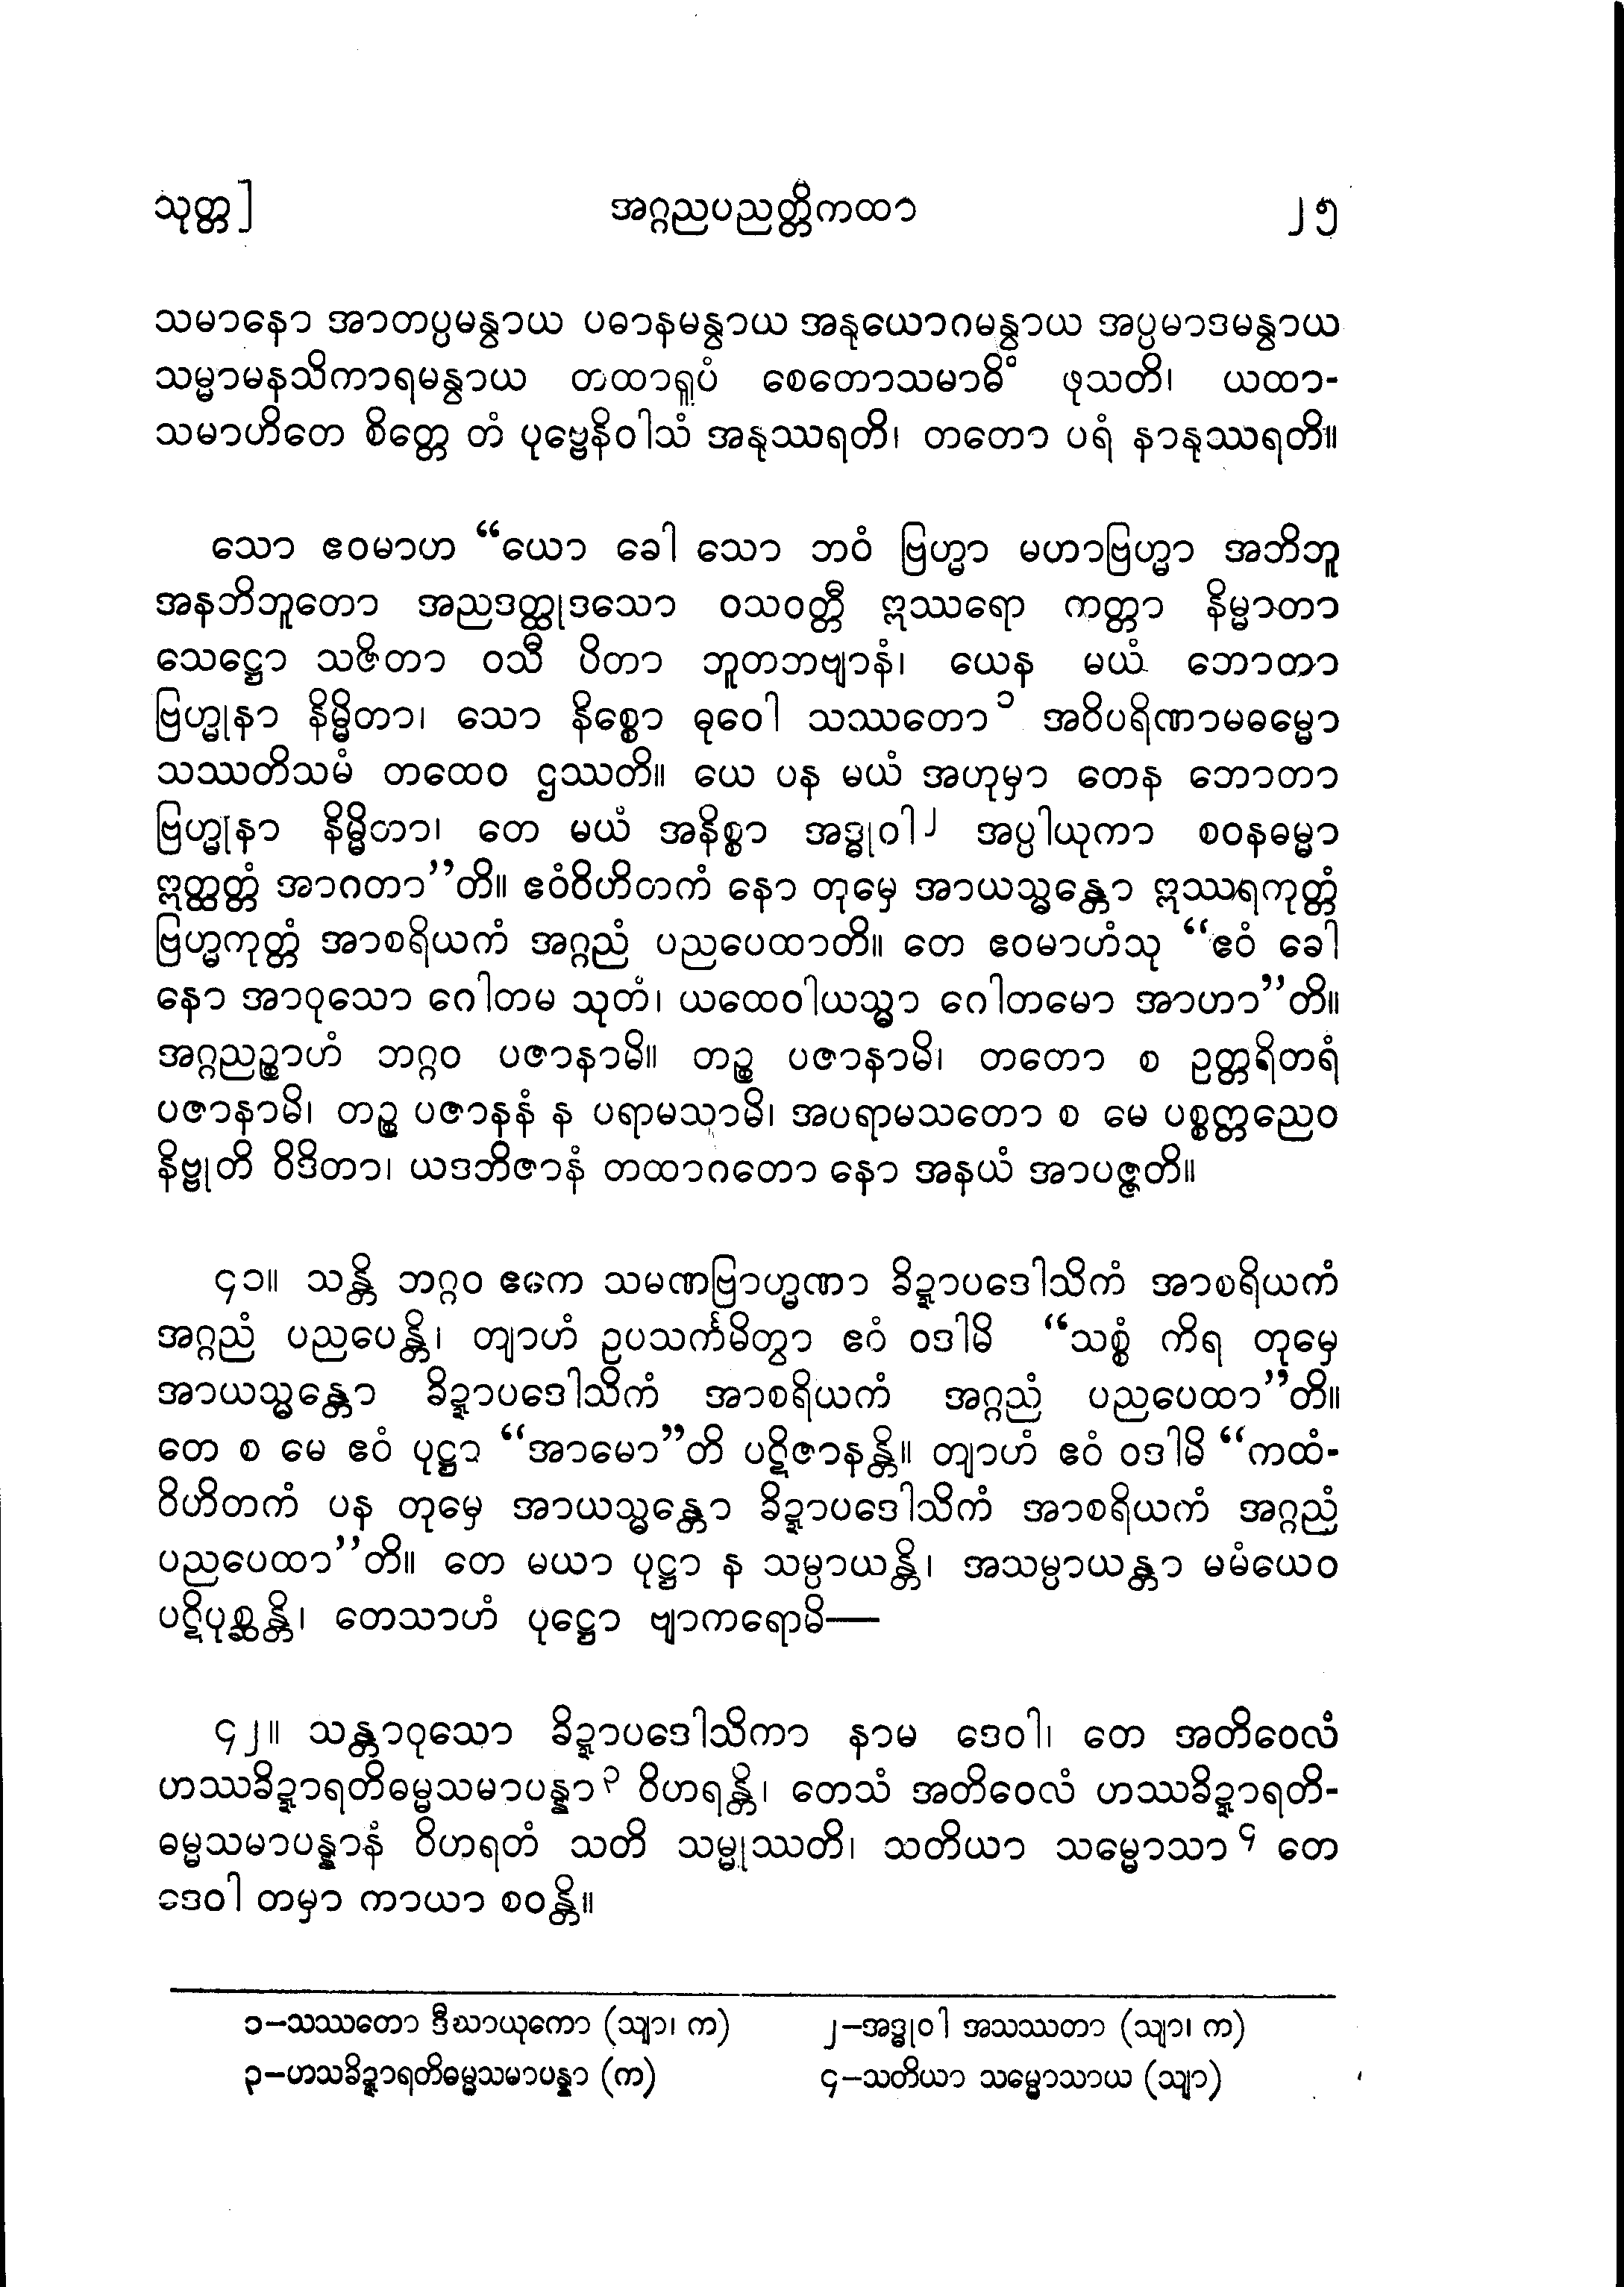 သုတ္တ] အဂ္ဂညပညတ္တိကထာ ၂၅
သမာနော အာတပ္ပမန္வாယ ပဓာနမန္வாယ အနုယောဂမန္வாယ အပ္ပမာဒမန္வாယ
သမ္မာမနသိကာရမန္វာယ တထာရူပံ စေတောသမာဓိံ ဖုသတိ၊ ယထာ-
သမာဟိတေ စိတ္တေ တံ ပုဗ္ဗေနိဝါသံ အနုဿရတိ၊ တတော ပရံ နာနုဿရတိ။
သော ဧဝမာဟ “ယော ခေါ သော ဘဝံ ဗြဟ္မာ မဟာဗြဟ္မာ အဘိဘူ
အနဘိဘူတော အညဒတ္ထုဒသော ဝသဝတ္တီ ဣဿရော ကတ္တာ နိမ္မာတာ
သေဋ္ဌော သဇိတာ ဝသီ ပိတာ ဘူတဘဗျာနံ၊ ယေန မယံ ဘောတာ
ဗြဟ္မုနာ နိမ္မိတာ၊ သော နိစ္စော ဓုဝေါ သဿတော၁ အဝိပရိဏာမဓမ္မော
သဿတိသမံ တထေဝ ဌဿတိ။ ယေ ပန မယံ အဟုမှာ တေန ဘောတာ
ဗြဟ္မုနာ နိမ္မိတာ၊ တေ မယံ အနိစ္စာ အဒ္ဓုဝါ၂ အပ္ပါယုကာ စဝနဓမ္မာ
ဣတ္ထတ္တံ အာဂတာ”တိ။ ဧဝံဝိဟိတကံ နော တုမှေ အာယသ္မန္တော ဣဿရကုတ္တံ
ဗြဟ္မကုတ္တံ အာစရိယကံ အဂ္ဂညံ ပညပေထာတိ။ တေ ဧဝမာဟံသု “ဧဝံ ခေါ
နော အာဝုသော ဂေါတမ သုတံ၊ ယထေဝါယသ္မာ ဂေါတမော အာဟာ”တိ။
အဂ္ဂညဉ္စာဟံ ဘဂ္ဂဝ ပဇာနာမိ။ တဉ္စ ပဇာနာမိ၊ တတော စ ဥတ္တရိတရံ
ပဇာနာမိ၊ တဉ္စ ပဇာနနံ န ပရာမသာမိ၊ အပရာမသတော စ မေ ပစ္စတ္တညေဝ
နိဗ္ဗုတိ ဝိဒိတာ၊ ယဒဘိဇာနံ တထာဂတော နော အနယံ အာပဇ္ဇတိ။
၄၁။ သန္တိ ဘဂ္ဂဝ ဧကေ သမဏဗြာဟ္မဏာ ခိဍ္ဍာပဒေါသိကံ အာစရိယကံ
အဂ္ဂညံ ပညပေန္တိ၊ တျာဟံ ဥပသင်္ကမိတွာ ဧဝံ ဝဒါမိ “သစ္စံ ကိရ တုမှေ
အာယသ္မန္တော ခိဍ္ဍာပဒေါသိကံ အာစရိယကံ အဂ္ဂညံ ပညပေထာ”တိ။
တေ စ မေ ဧဝံ ပုဋ္ဌာ “အာမော”တိ ပဋိဇာနန္တိ။ တျာဟံ ဧဝံ ဝဒါမိ “ကထံ-
ဝိဟိတကံ ပန တုမှေ အာယသ္မန္တော ခိဍ္ဍာပဒေါသိကံ အာစရိယကံ အဂ္ဂညံ
ပညပေထာ”တိ။ တေ မယာ ပုဋ္ဌာ န သမ္ပာယန္တိ၊ အသမ္ပာယန္တာ မမံယေဝ
ပဋိပုစ္ဆန္တိ၊ တေသာဟံ ပုဋ္ဌော ဗျာကရောမိ—
၄၂။ သန္တာဝုသော ခိဍ္ဍာပဒေါသိကာ နာမ ဒေဝါ၊ တေ အတိဝေလံ
ဟဿခိဍ္ဍာရတိဓမ္မသမာပန္နာ၃ ဝိဟရန္တိ၊ တေသံ အတိဝေလံ ဟဿခိဍ္ဍာရတိ-
ဓမ္မသမာပန္နာနံ ဝိဟရတံ သတိ သမ္မုဿတိ၊ သတိယာ သမ္မောသာ၄ တေ
ဒေဝါ တမှာ ကာယာ စဝန္တိ။
၁–သဿတော ဒီဃာယုကော (သျာ၊ က) ၂–အဒ္ဓုဝါ အသဿတာ (သျာ၊ က)
၃–ဟသခိဍ္ဍာရတိဓမ္မသမာပန္နာ (က) ၄–သတိယာ သမ္မောသာယ (သျာ)